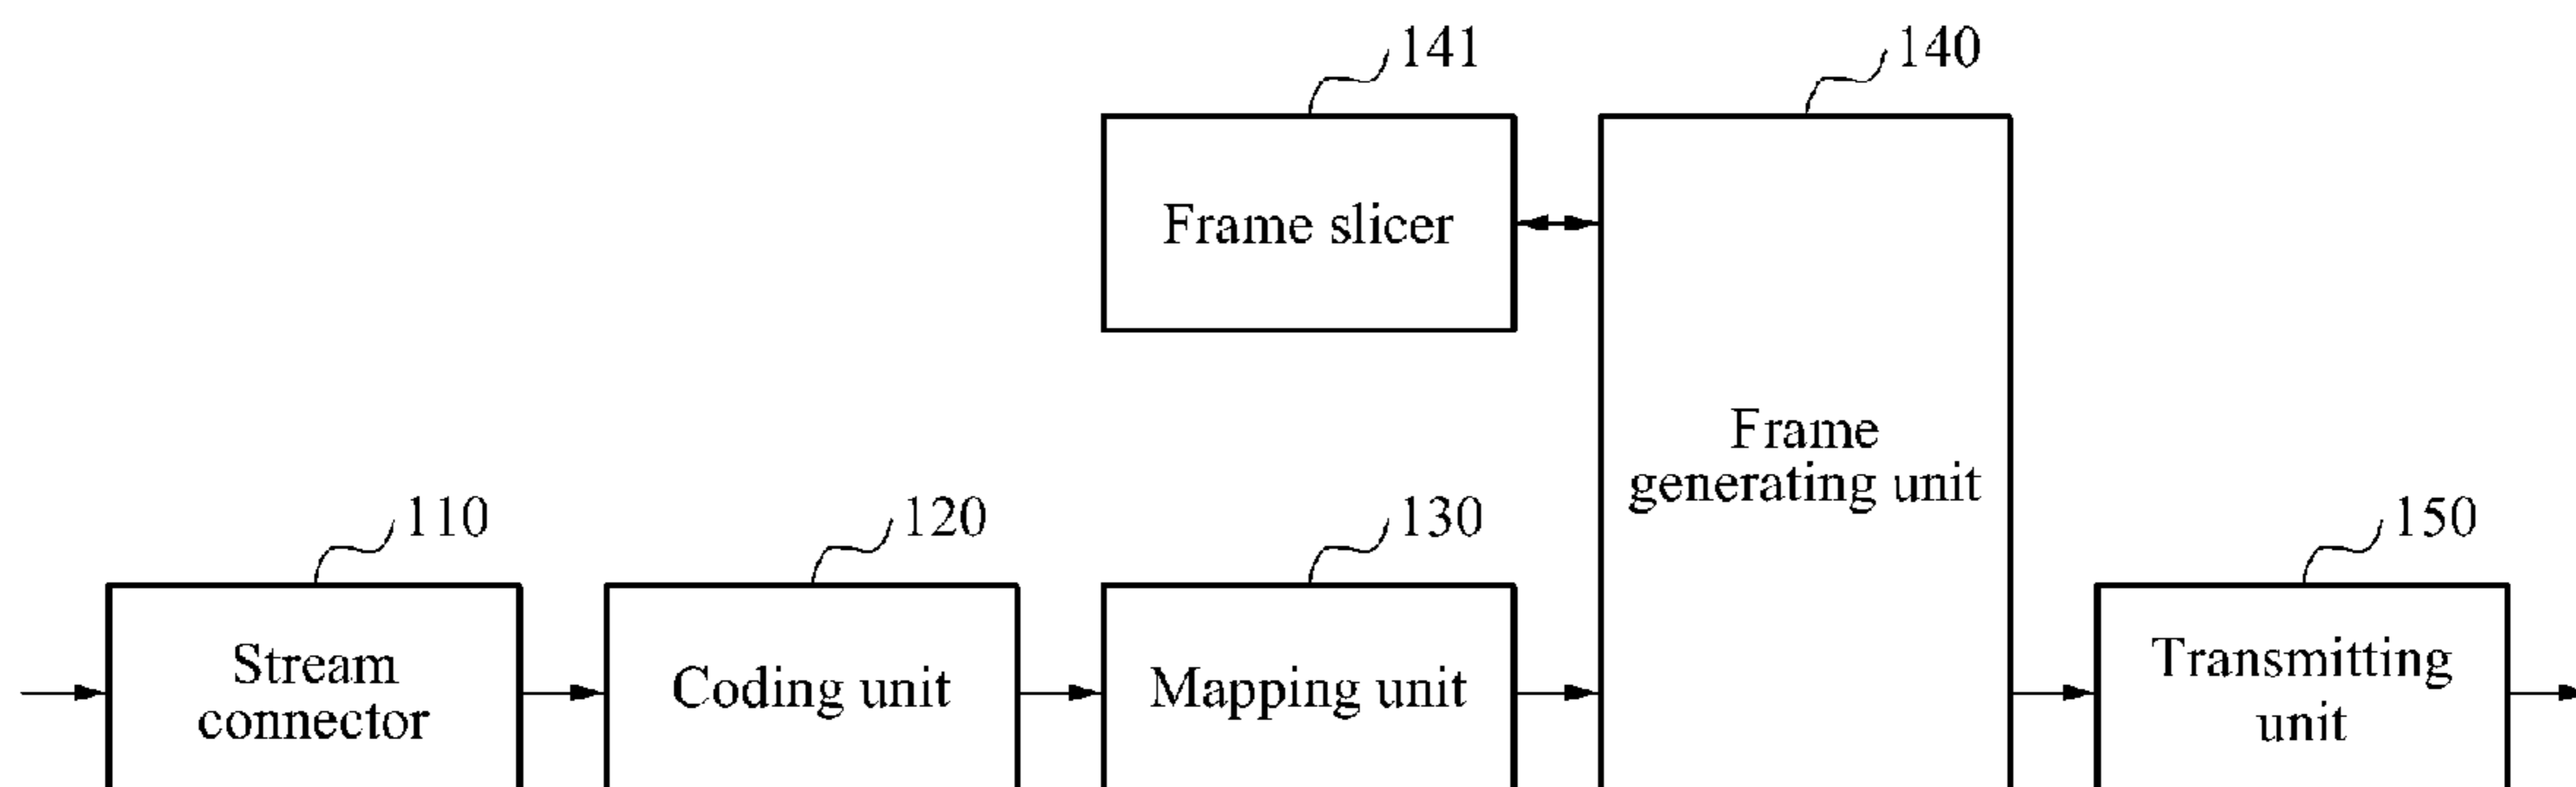 141
140
Frame slicer
Frame
generating unit
110
120
130
150
Stream
connector
Coding unit
Mapping unit
Transmitting
unit